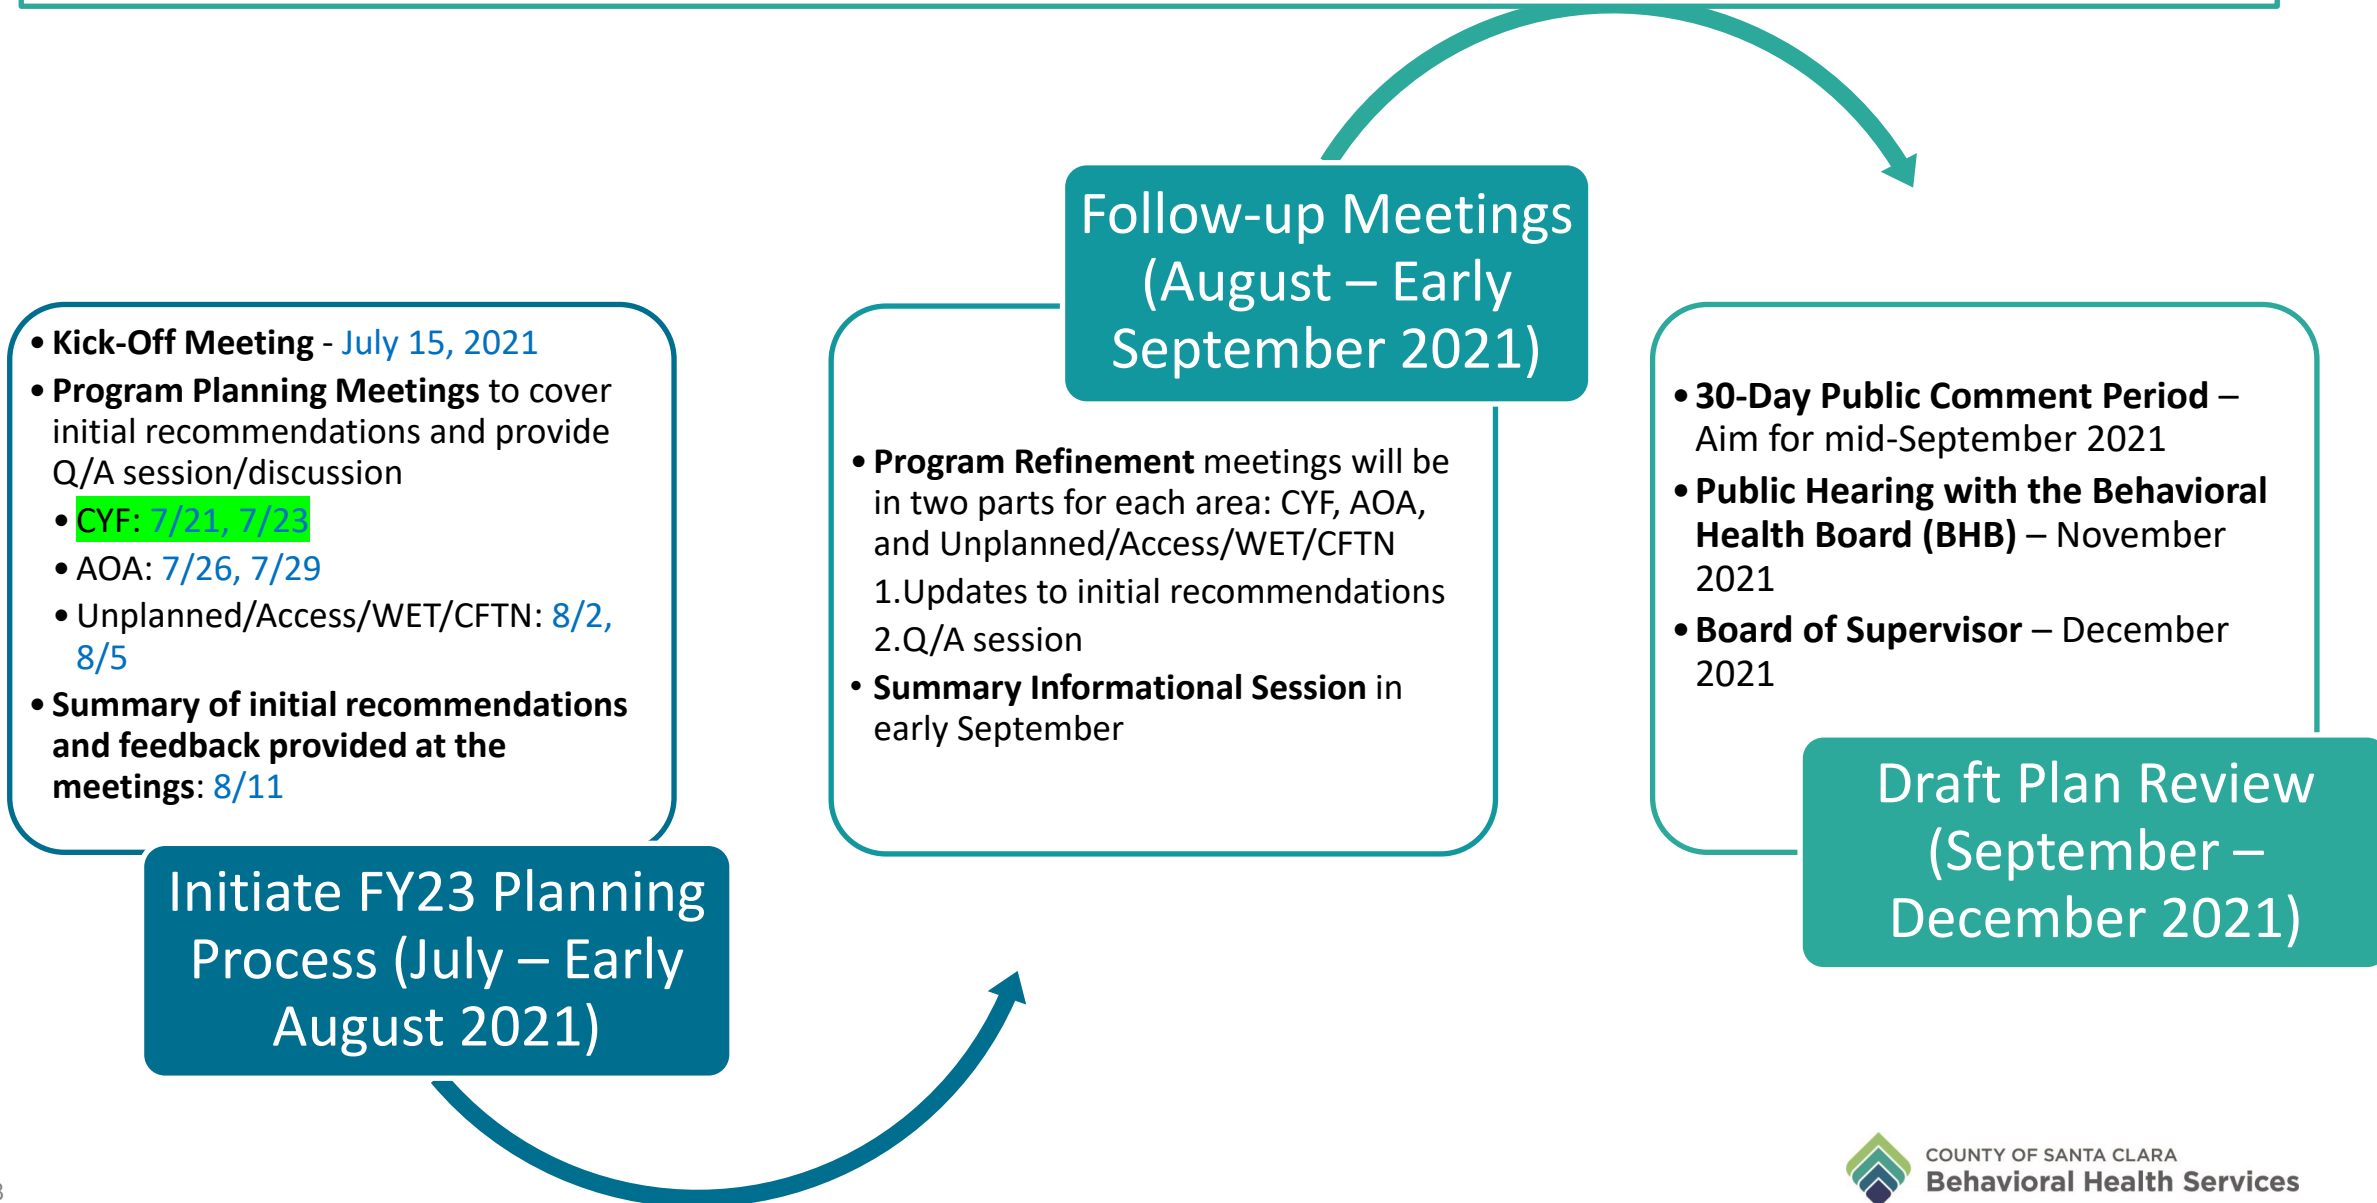 • Kick-Off Meeting - July 15, 2021
• Program Planning Meetings to cover
initial recommendations and provide
Q/A session/discussion
• CYF: 7/21, 7/23
• AOA: 7/26, 7/29
• Unplanned/Access/WET/CFTN: 8/2,
8/5
• Summary of initial recommendations
and feedback provided at the
meetings: 8/11
Initiate FY23 Planning
Process (July – Early
August 2021)
Follow-up Meetings
(August – Early
September 2021)
• Program Refinement meetings will be
in two parts for each area: CYF, AOA,
and Unplanned/Access/WET/CFTN
1.Updates to initial recommendations
2.Q/A session
• Summary Informational Session in
early September
• 30-Day Public Comment Period –
Aim for mid-September 2021
• Public Hearing with the Behavioral
Health Board (BHB) – November
2021
• Board of Supervisor – December
2021
Draft Plan Review
(September –
December 2021)
COUNTY OF SANTA CLARA
Behavioral Health Services